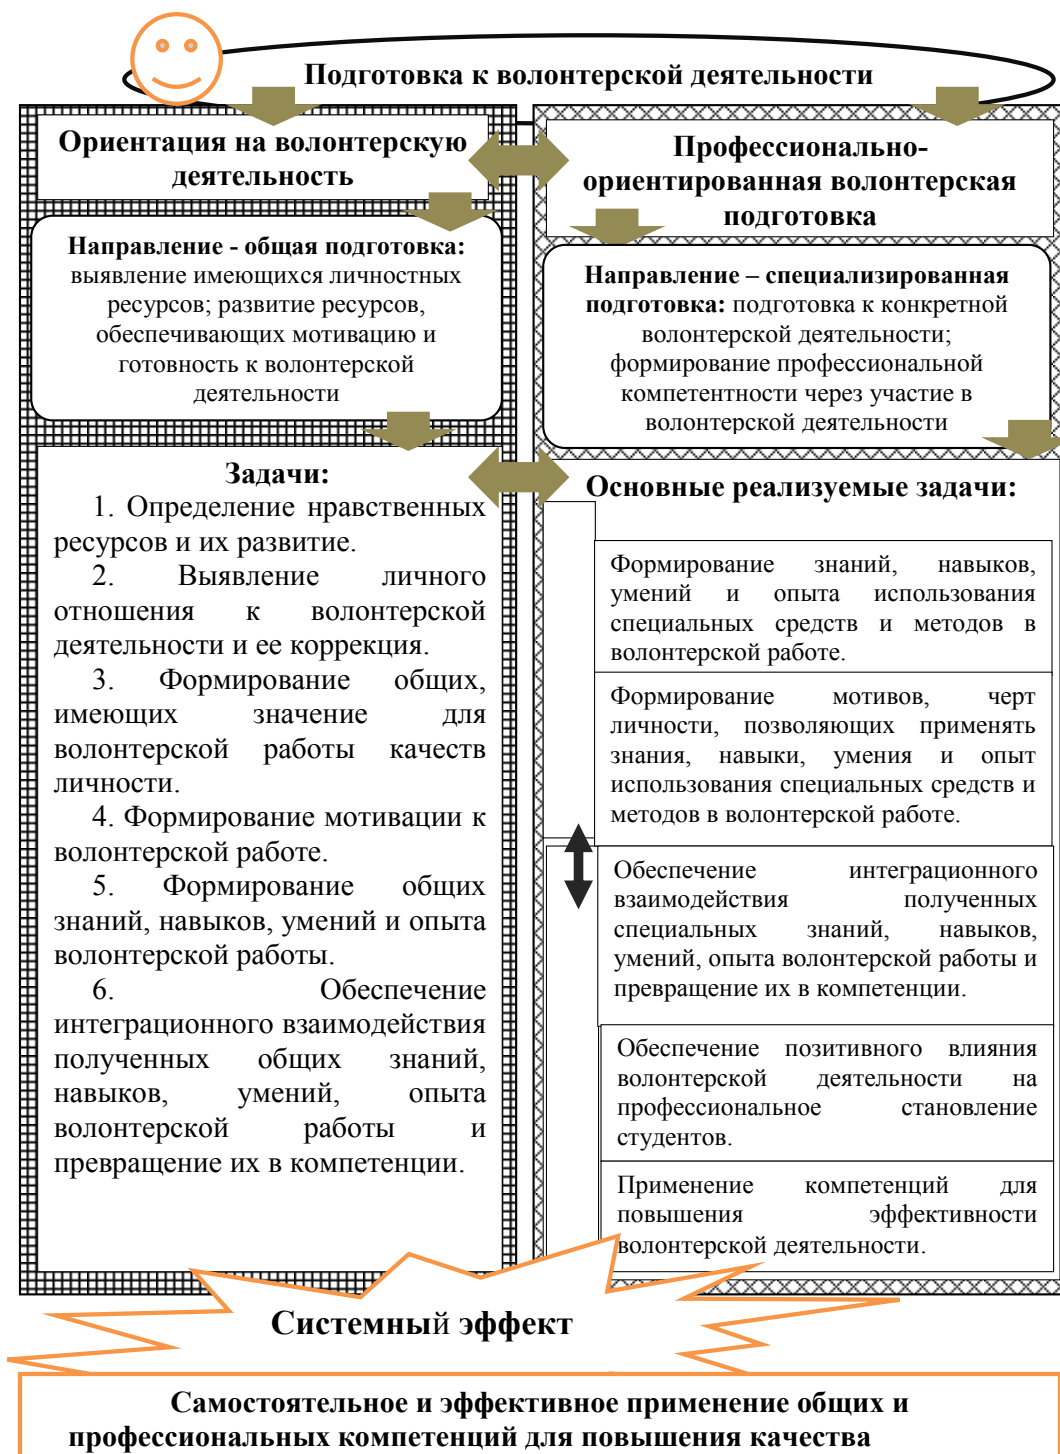 Подготовка к волонтерской деятельности
Ориентация на волонтерскую
деятельность
Направление - общая подготовка:
выявление имеющихся личностных
ресурсов; развитие ресурсов,
обеспечивающих мотивацию и
готовность к волонтерской
деятельности
Задачи:
1. Определение нравственных
ресурсов и их развитие.
2. Выявление личного
отношения к волонтерской
деятельности и ее коррекция.
3. Формирование общих,
имеющих значение для
волонтерской работы качеств
личности.
4. Формирование мотивации к
волонтерской работе.
5. Формирование общих
знаний, навыков, умений и опыта
волонтерской работы.
6. Обеспечение
интеграционного взаимодействия
полученных общих знаний,
навыков, умений, опыта
волонтерской работы и
превращение их в компетенции.
Профессионально-
ориентированная волонтерская
подготовка
Направление – специализированная
подготовка: подготовка к конкретной
волонтерской деятельности;
формирование профессиональной
компетентности через участие в
волонтерской деятельности
Основные реализуемые задачи:
Формирование знаний, навыков,
умений и опыта использования
специальных средств и методов в
волонтерской работе.
Формирование мотивов, черт
личности, позволяющих применять
знания, навыки, умения и опыт
использования специальных средств и
методов в волонтерской работе.
Обеспечение интеграционного
взаимодействия полученных
специальных знаний, навыков,
умений, опыта волонтерской работы и
превращение их в компетенции.
Обеспечение позитивного влияния
волонтерской деятельности на
профессиональное становление
студентов.
Применение компетенций для
повышения эффективности
волонтерской деятельности.
Системный эффект
Самостоятельное и эффективное применение общих и
профессиональных компетенций для повышения качества